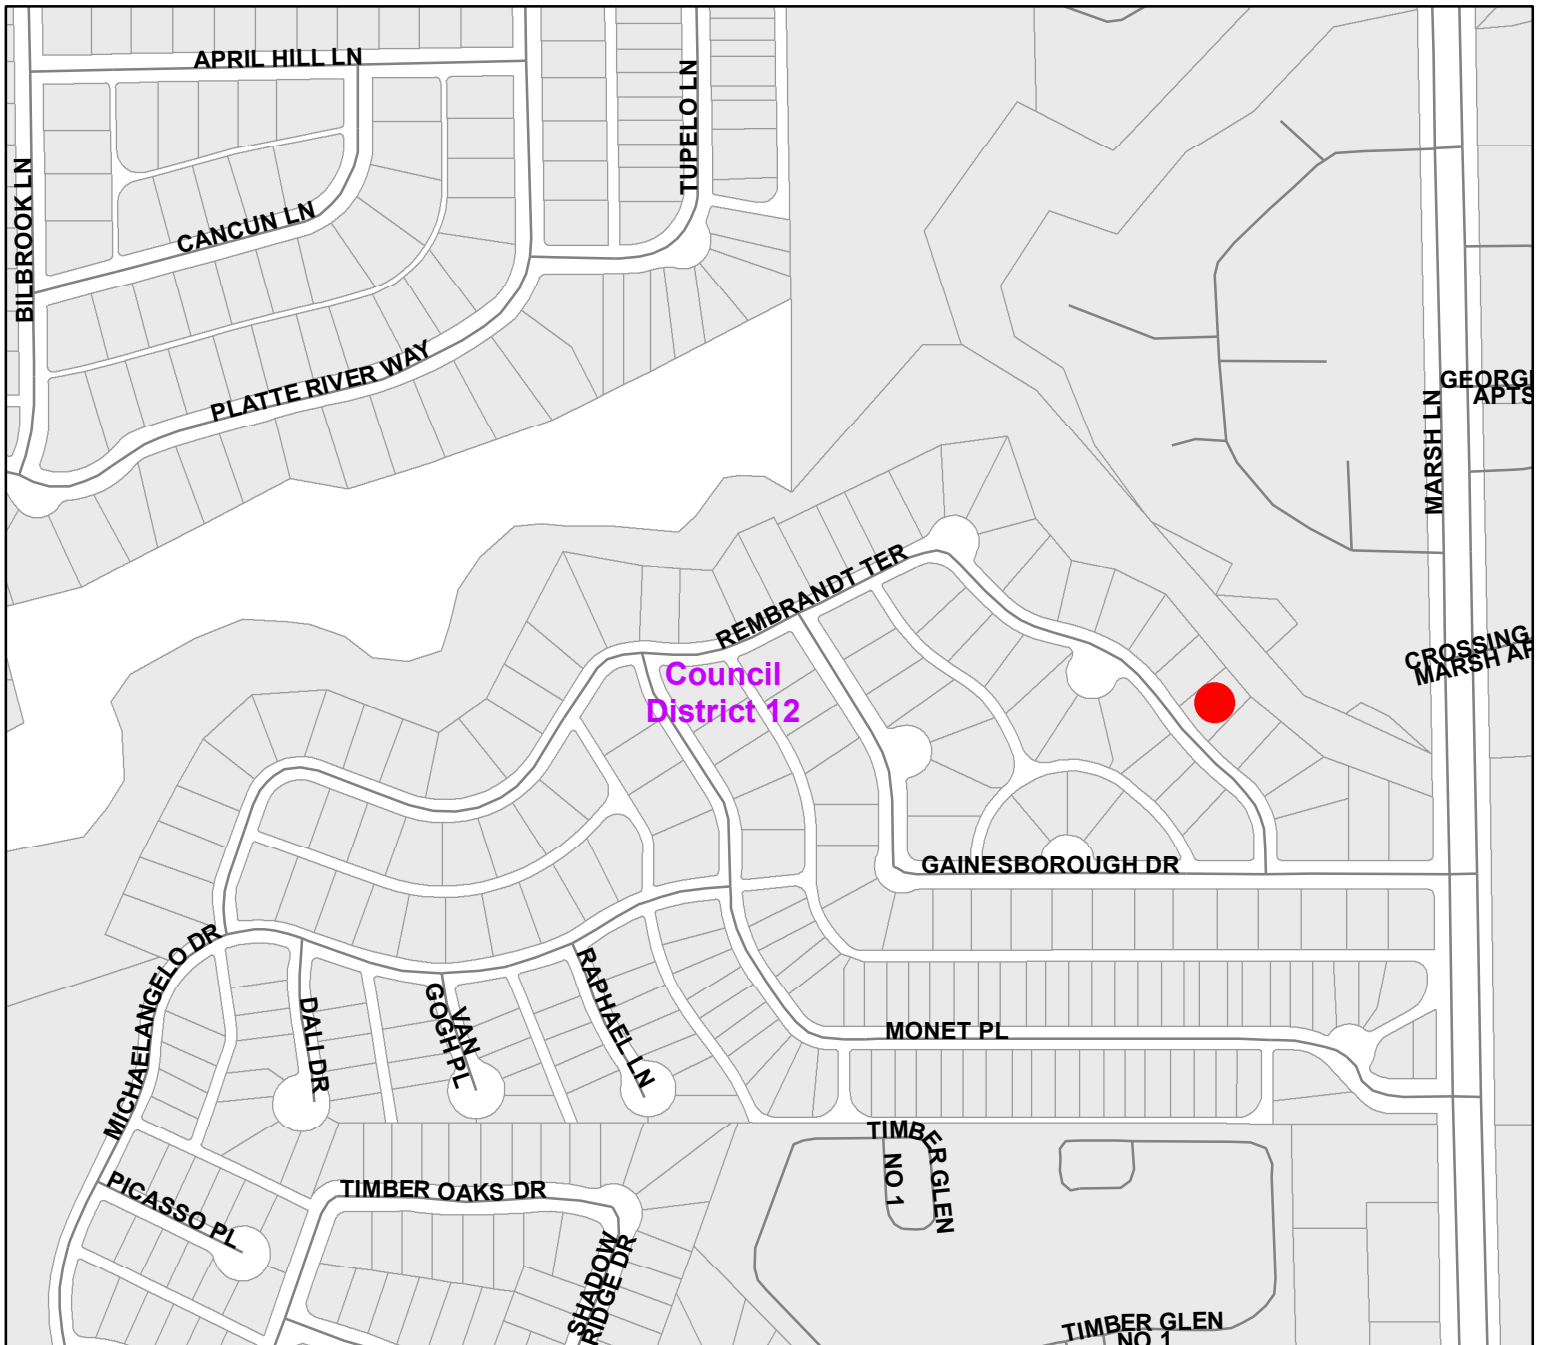 APRIL HILL LN
TUPELO LN
BILBROOK LN
CANCUN LN
PLATTE RIVER WAY
GEORGE
APTS
MARSH LN
REMBRANDT TER
CROSSING
MARSH AP
Council
District 12
GAINESBOROUGH DR
MICHAELANGELO DR
RAPHAEL LN
DALI DR
VAN
GOGH PL
MONET PL
TIMBER GLEN
NO 1
PICASSO PL
TIMBER OAKS DR
SHADOW
RIDGE DR
TIMBER GLEN
NO 1